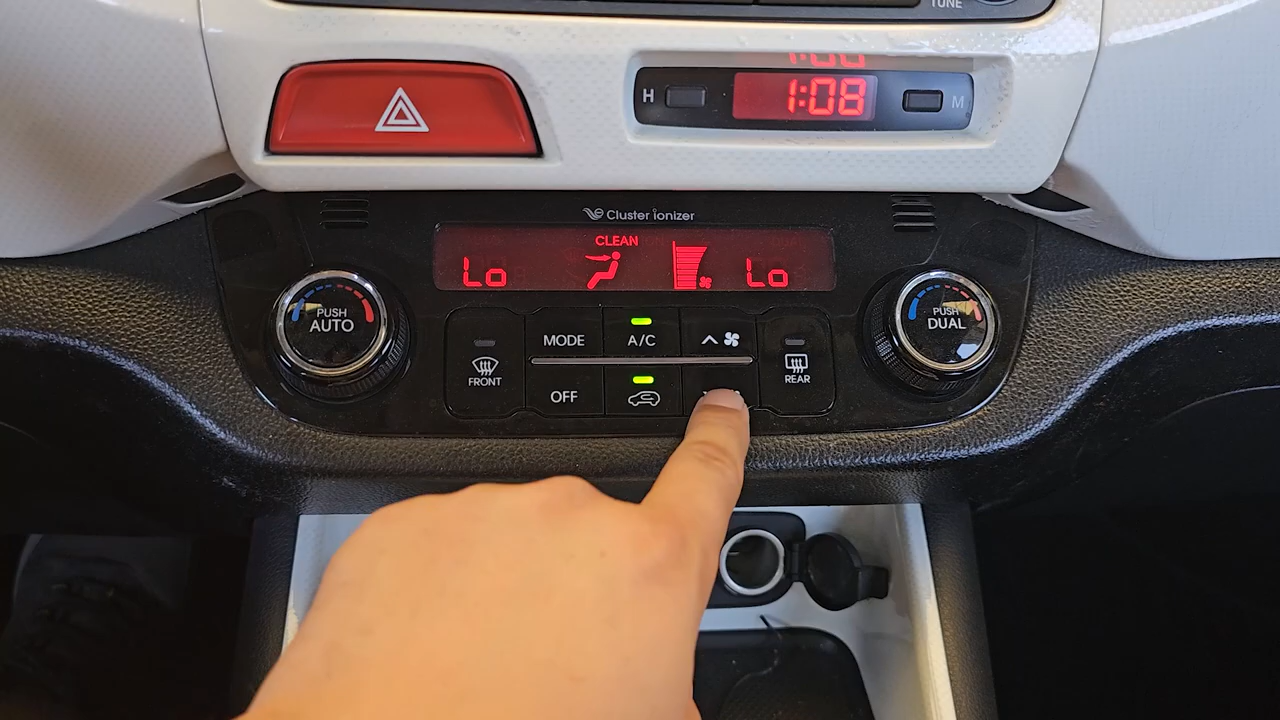 TUNE
H
1:08
M
Cluster ionizer
CLEAN
Lo
Lo
PUSH
AUTO
MODE
A/C
FRONT
OFF
REAR
PUSH
DUAL